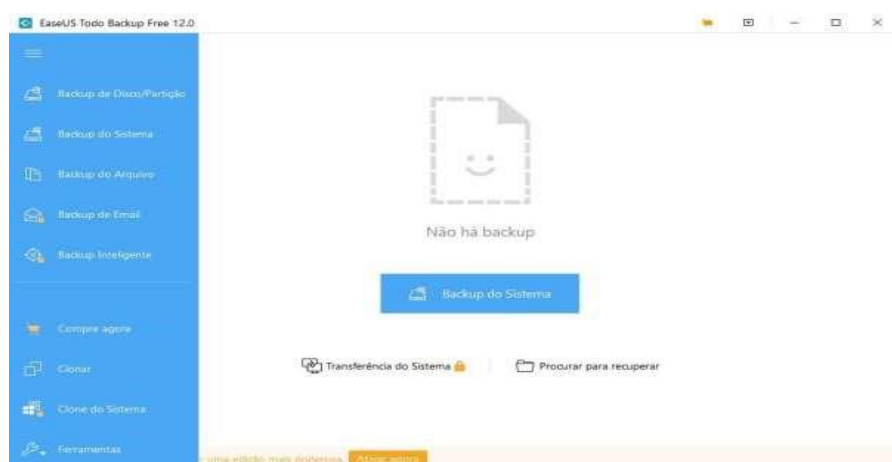 EaseUS Todo Backup Free 12.0
Backup de Disco/Partição
Backup do Sistema
Backup do Arquivo
Backup de Email
Backup Inteligente
Compre agora
Clonar
Clone do Sistema
Ferramentas
Não há backup
Backup do Sistema
Transferência do Sistema
Procurar para recuperar
uma edição mais poderosa. Ativar agora